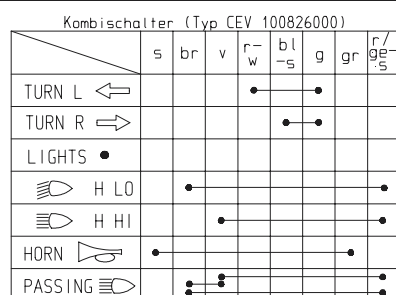 Kombischalter (Typ CEV 100826000)
s br v r-w bl-s g gr r/ge-s
TURN L
TURN R
LIGHTS
H LO
H HI
HORN
PASSING